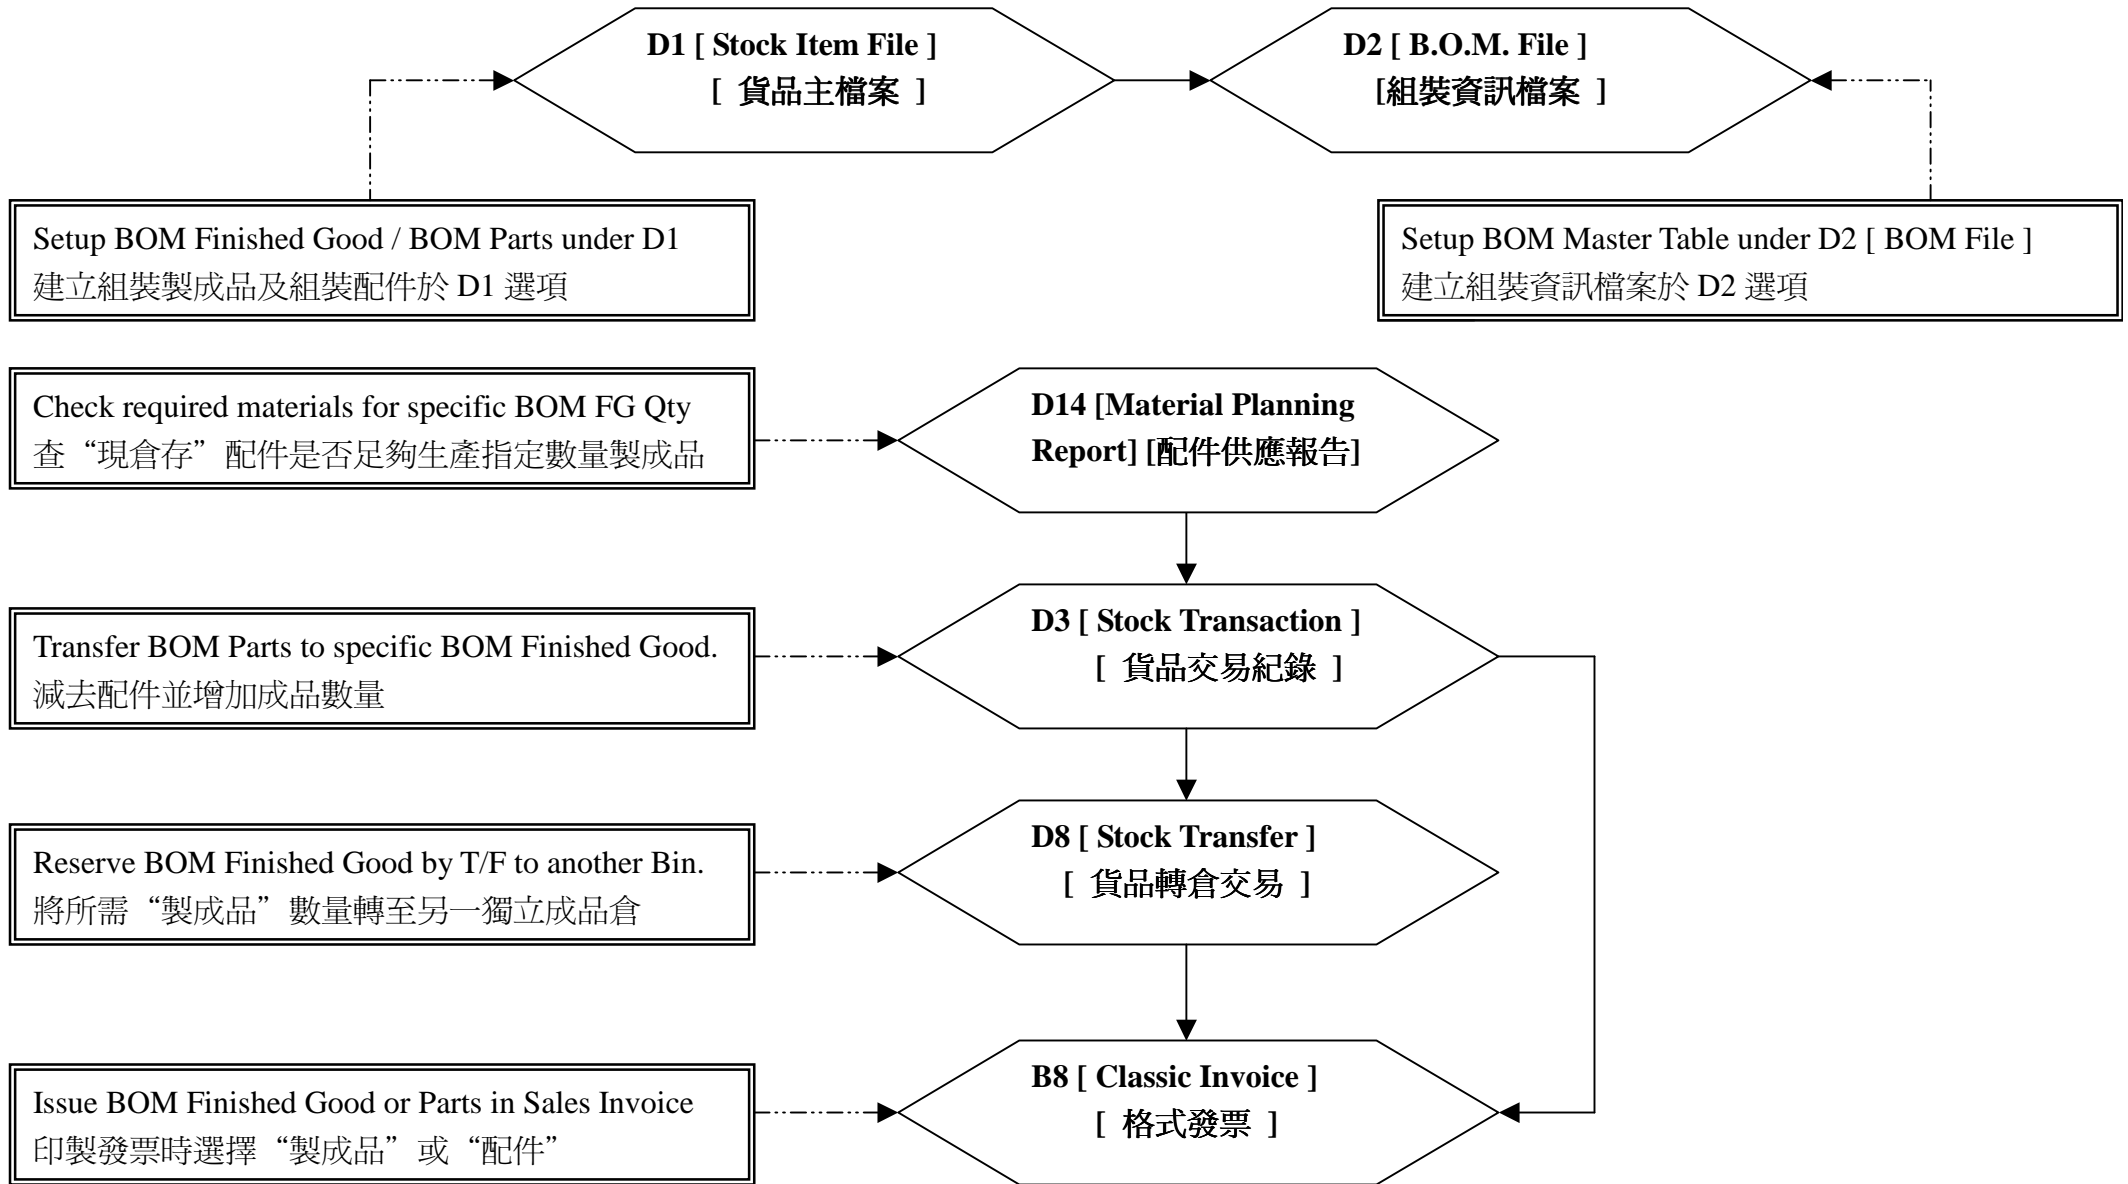 D1 [ Stock Item File ]
[ 貨品主檔案 ]
D2 [ B.O.M. File ]
[組裝資訊檔案 ]
Setup BOM Finished Good / BOM Parts under D1
建立組裝製成品及組裝配件於 D1 選項
Setup BOM Master Table under D2 [ BOM File ]
建立組裝資訊檔案於 D2 選項
Check required materials for specific BOM FG Qty
查“現倉存”配件是否足夠生產指定數量製成品
D14 [Material Planning
Report] [配件供應報告]
Transfer BOM Parts to specific BOM Finished Good.
減去配件並增加成品數量
D3 [ Stock Transaction ]
[ 貨品交易紀錄 ]
Reserve BOM Finished Good by T/F to another Bin.
將所需“製成品”數量轉至另一獨立成品倉
D8 [ Stock Transfer ]
[ 貨品轉倉交易 ]
Issue BOM Finished Good or Parts in Sales Invoice
印製發票時選擇“製成品”或“配件”
B8 [ Classic Invoice ]
[ 格式發票 ]